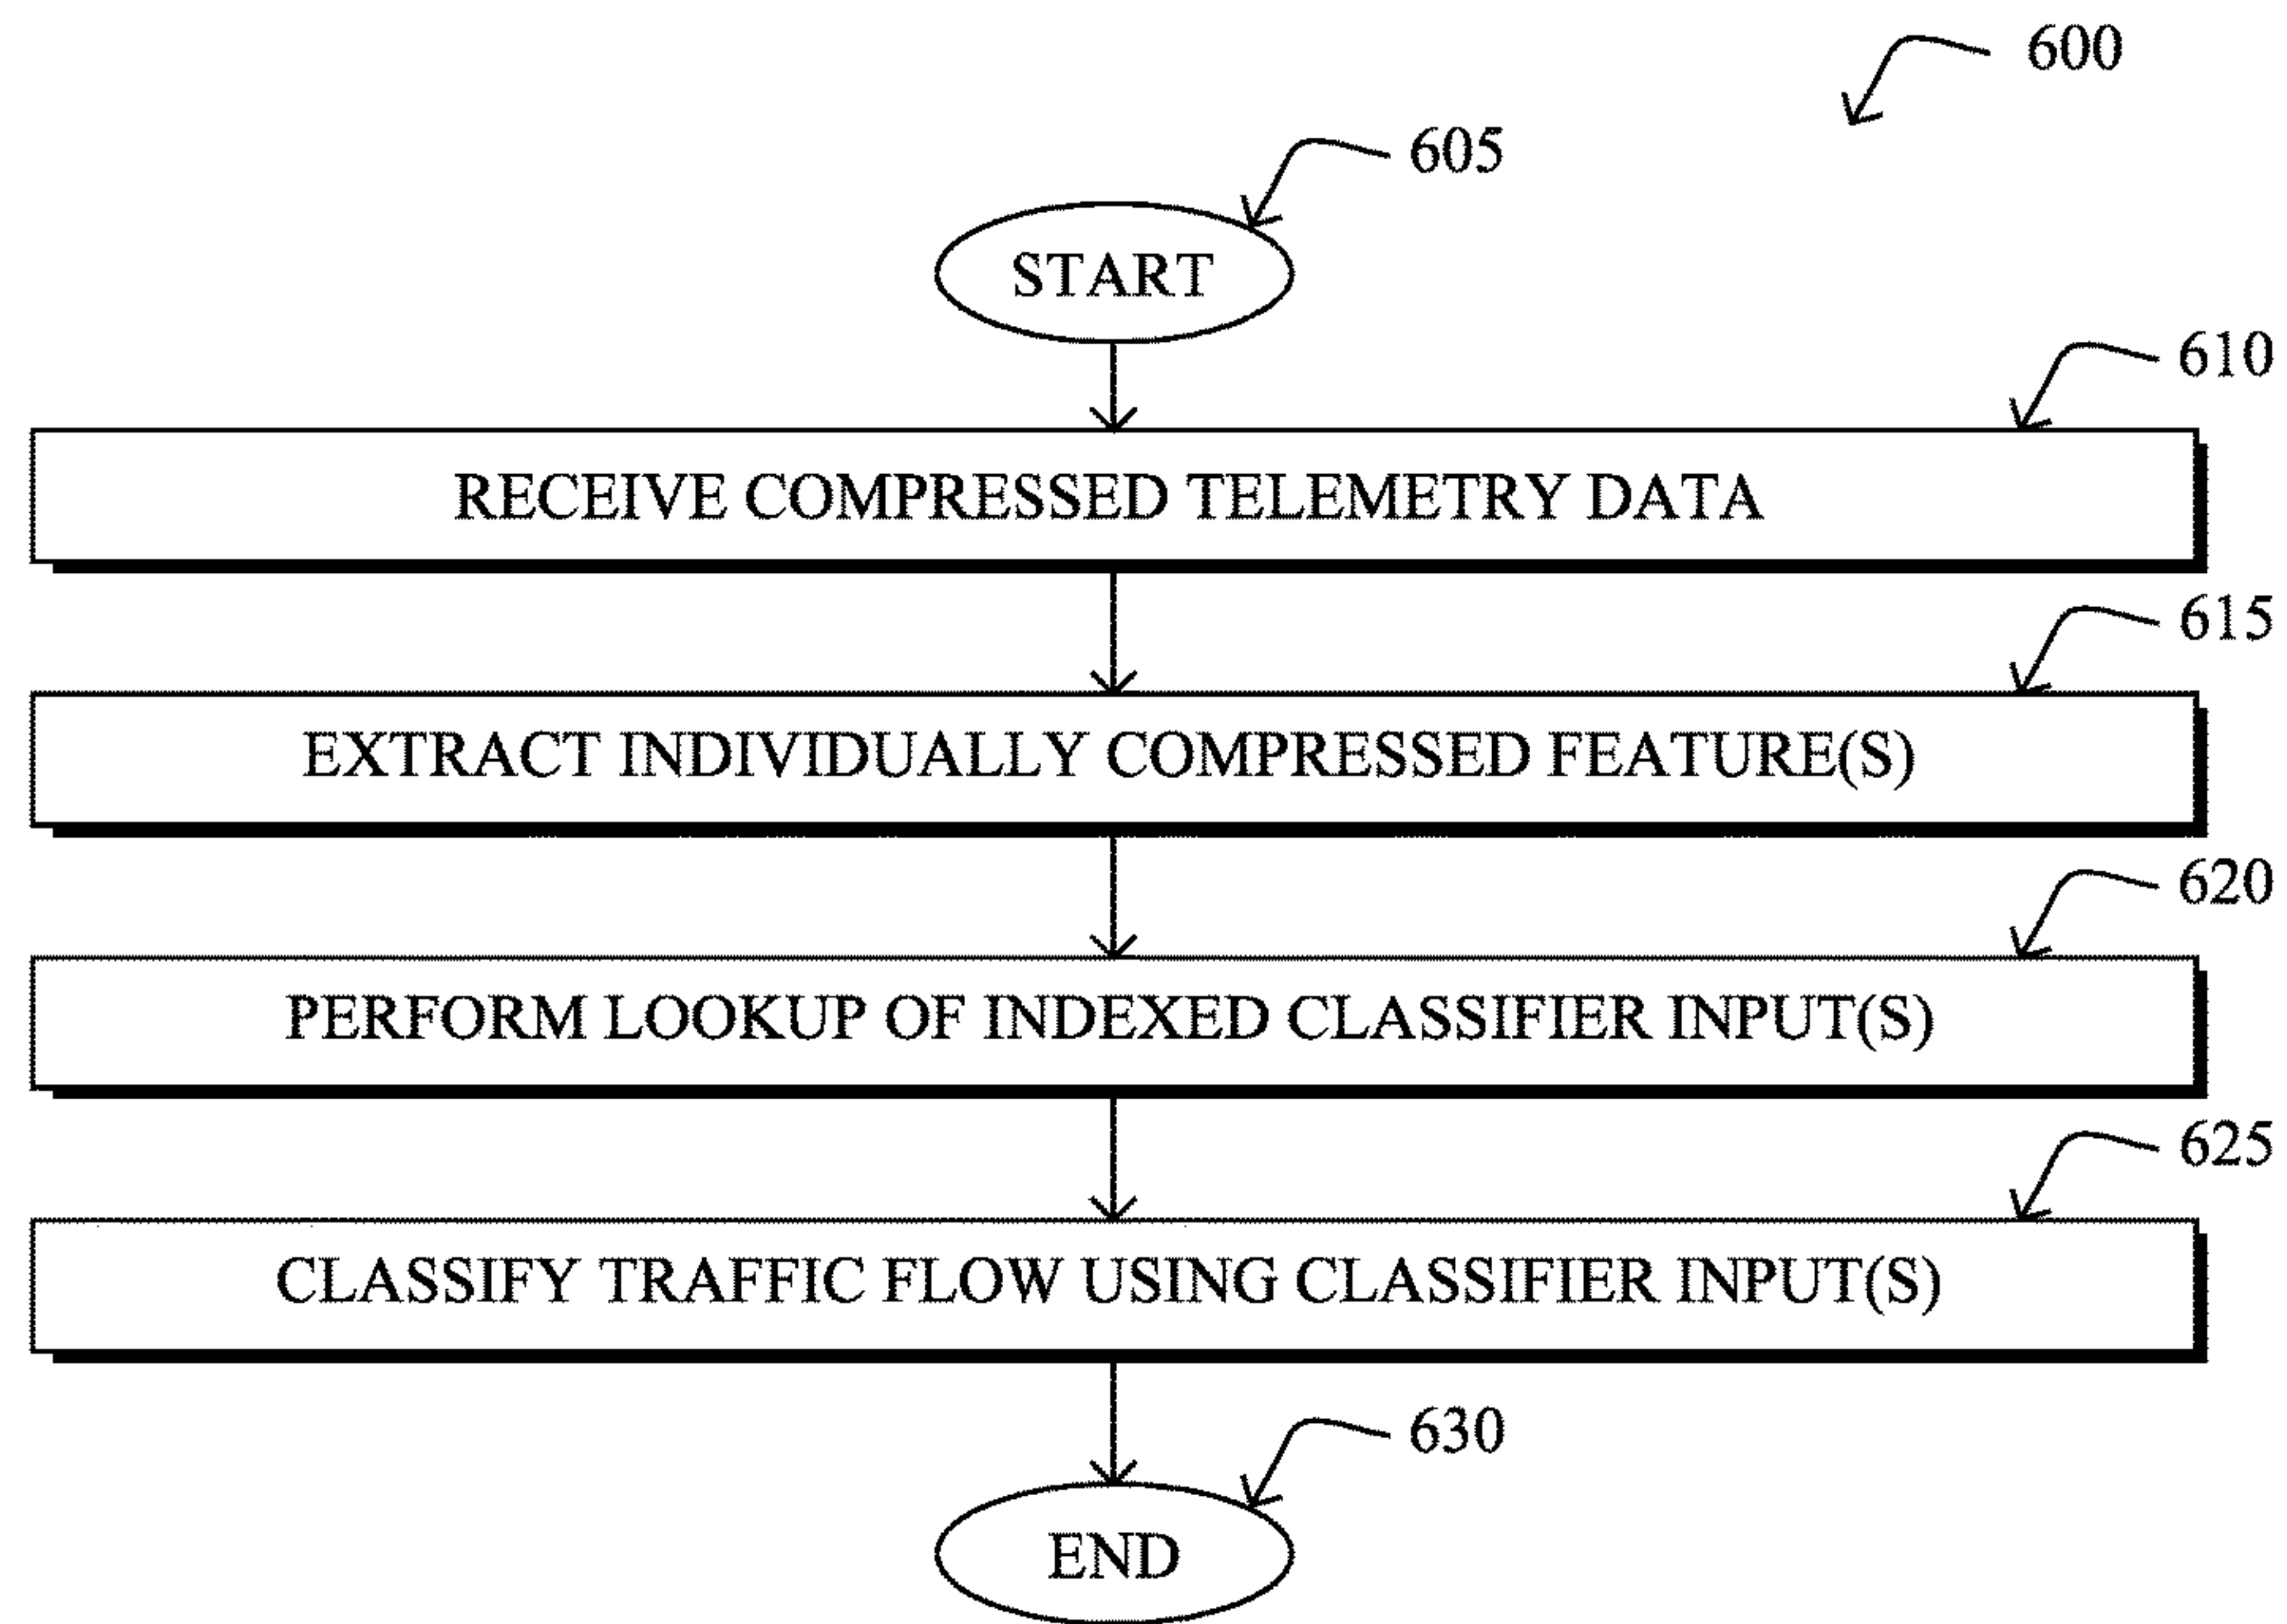 600
605
START
610
RECEIVE COMPRESSED TELEMETRY DATA
615
EXTRACT INDIVIDUALLY COMPRESSED FEATURE(S)
620
PERFORM LOOKUP OF INDEXED CLASSIFIER INPUT(S)
625
CLASSIFY TRAFFIC FLOW USING CLASSIFIER INPUT(S)
630
END